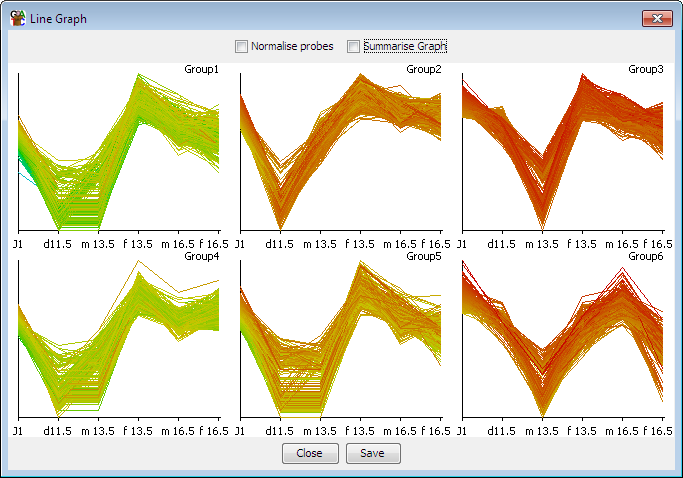 Line Graph
Normalise probes Summarise Graph
Group1 Group2 Group3
J1 d11.5 m 13.5 f 13.5 m 16.5 f 16.5 J1 d11.5 m 13.5 f 13.5 m 16.5 f 16.5 J1 d11.5 m 13.5 f 13.5 m 16.5 f 16.5
Group4 Group5 Group6
J1 d11.5 m 13.5 f 13.5 m 16.5 f 16.5 J1 d11.5 m 13.5 f 13.5 m 16.5 f 16.5 J1 d11.5 m 13.5 f 13.5 m 16.5 f 16.5
Close Save